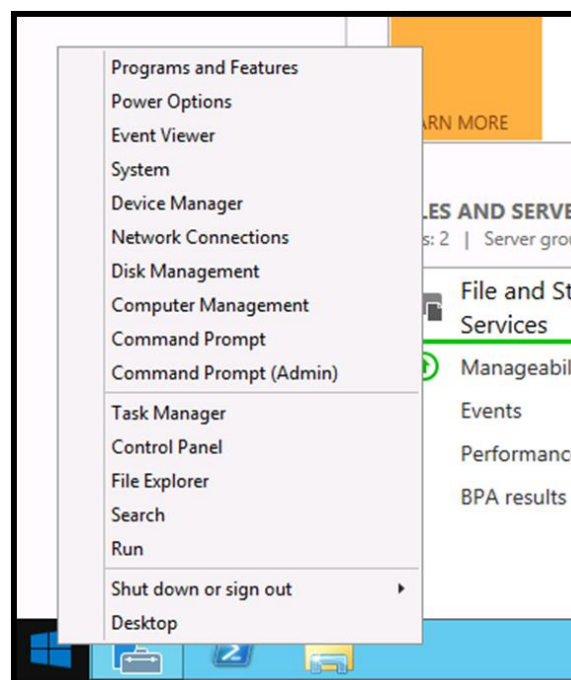 Programs and Features
Power Options
Event Viewer
System
Device Manager
Network Connections
Disk Management
Computer Management
Command Prompt
Command Prompt (Admin)
Task Manager
Control Panel
File Explorer
Search
Run
Shut down or sign out
Desktop
ARN MORE
LES AND SERVE
s: 2 | Server grou
File and St
Services
Manageabil
Events
Performanc
BPA results